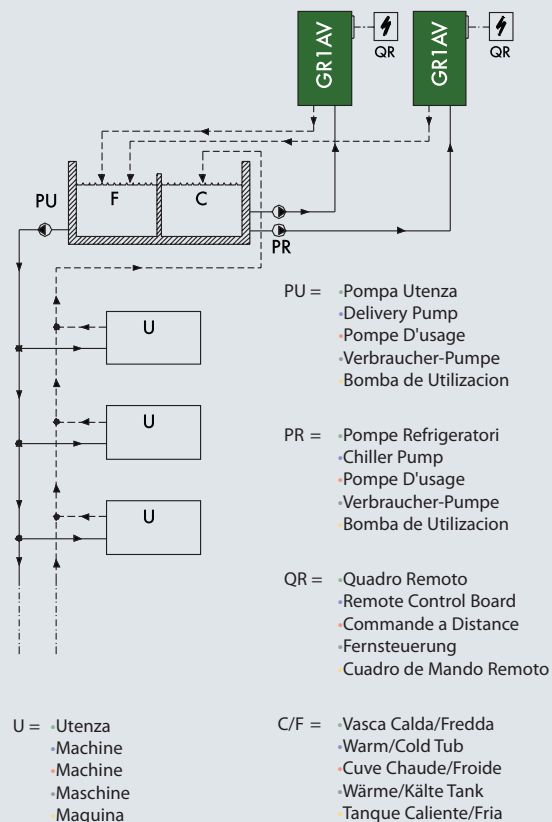 GR1AV
GR1AV
QR
QR
PU
F
C
PR
U
U
U
PU = •Pompa Utenza
•Delivery Pump
•Pompe D'usage
•Verbraucher-Pumpe
•Bomba de Utilizacion
PR = •Pompe Refrigeratori
•Chiller Pump
•Pompe D'usage
•Verbraucher-Pumpe
•Bomba de Utilizacion
QR = •Quadro Remoto
•Remote Control Board
•Commande a Distance
•Fernsteuerung
•Cuadro de Mando Remoto
U = •Utenza
•Machine
•Machine
•Maschine
•Maquina
C/F = •Vasca Calda/Fredda
•Warm/Cold Tub
•Cuve Chaude/Froide
•Wärme/Kälte Tank
•Tanque Caliente/Fria